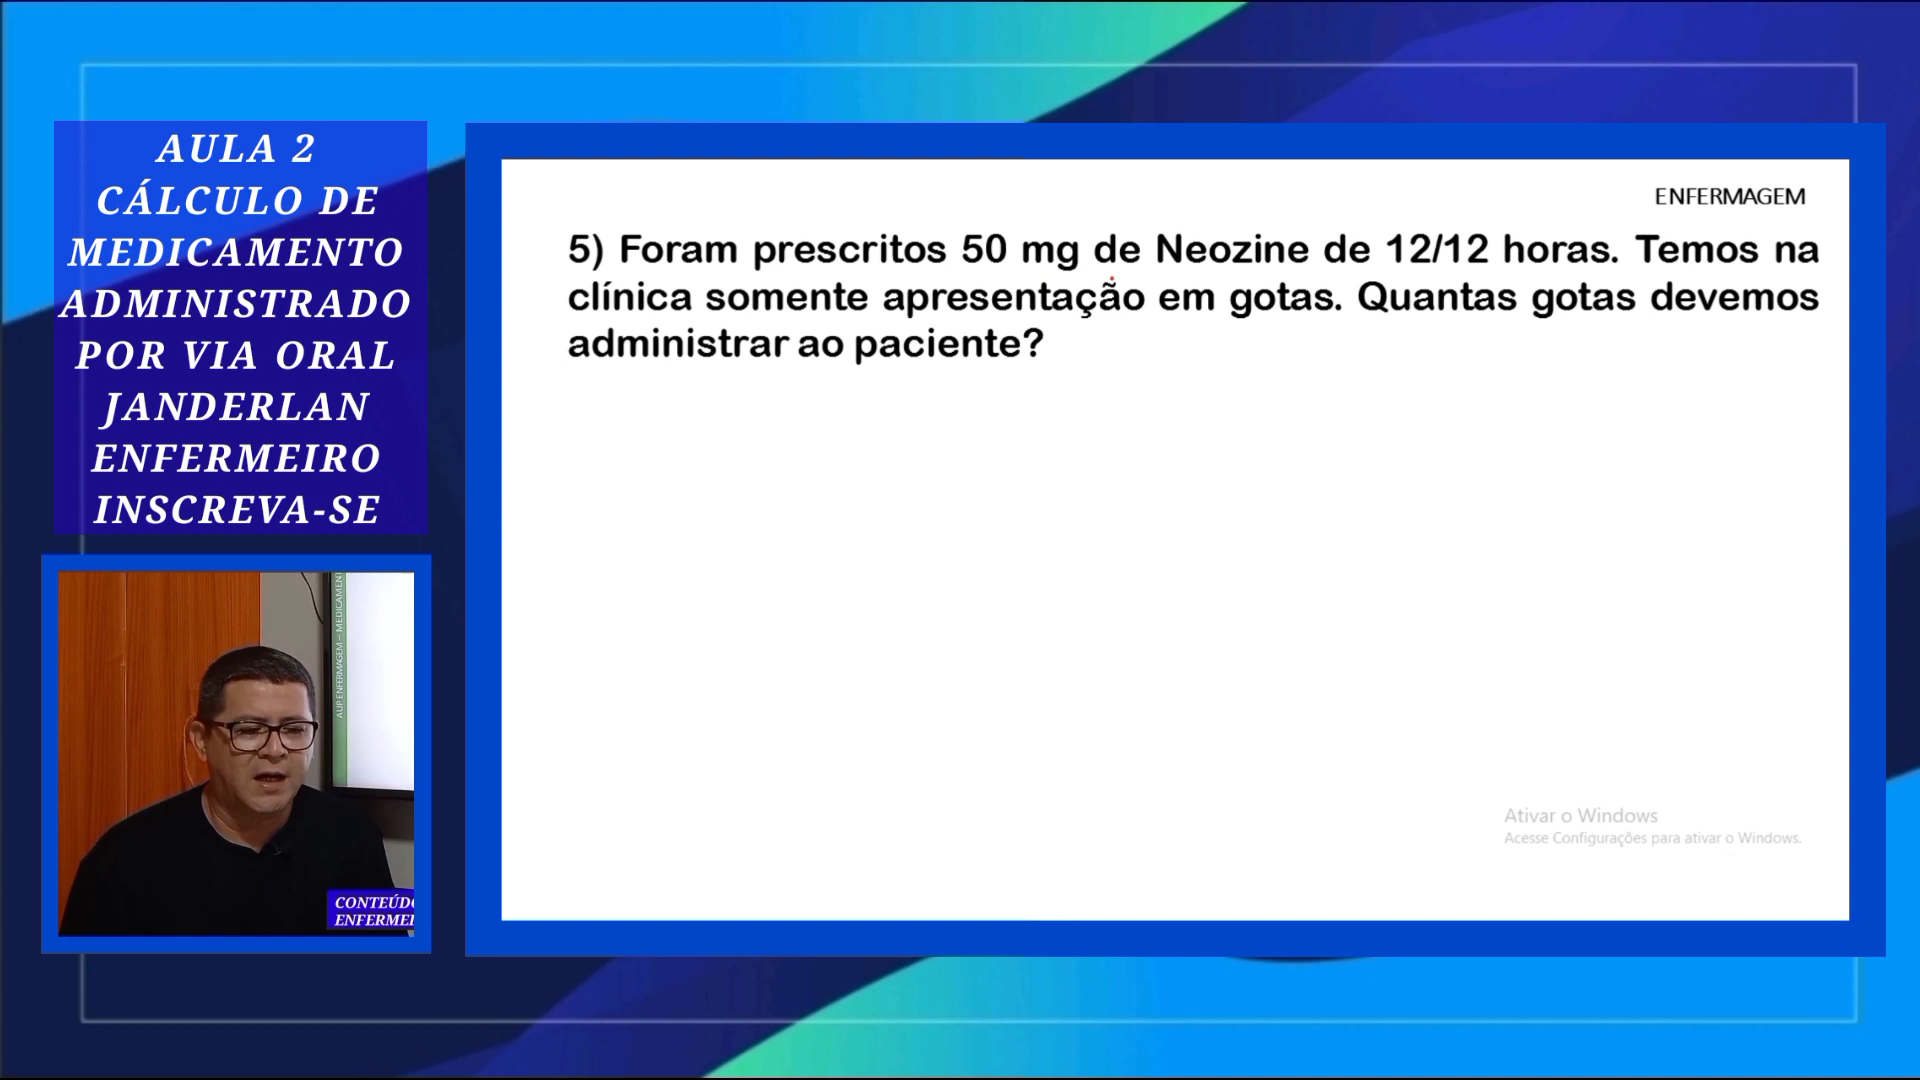 AULA 2
CÁLCULO DE
MEDICAMENTO
ADMINISTRADO
POR VIA ORAL
JANDERLAN
ENFERMEIRO
INSCREVA-SE
ENFERMAGEM
5) Foram prescritos 50 mg de Neozine de 12/12 horas. Temos na
clínica somente apresentação em gotas. Quantas gotas devemos
administrar ao paciente?
Ativar o Windows
Acesse Configurações para ativar o Windows.
ENFERMAGEM – MEDICAMEN